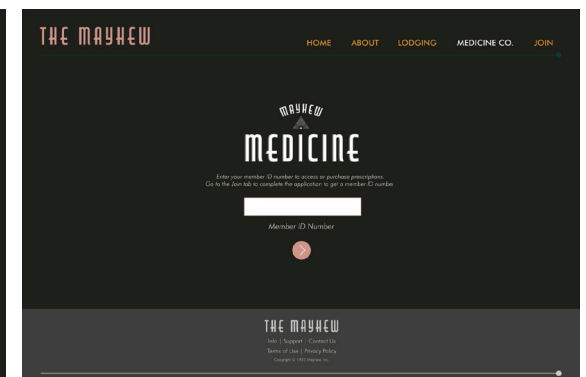 THE MAYHEW
HOME ABOUT LODGING MEDICINE CO. JOIN
MAYHEW
MEDICINE
Enter your member ID number to access or purchase prescriptions.
Go to the Join tab to complete the application to get a member ID number
Member ID Number
THE MAYHEW
Info | Support | Contact Us
Terms of Use | Privacy Policy